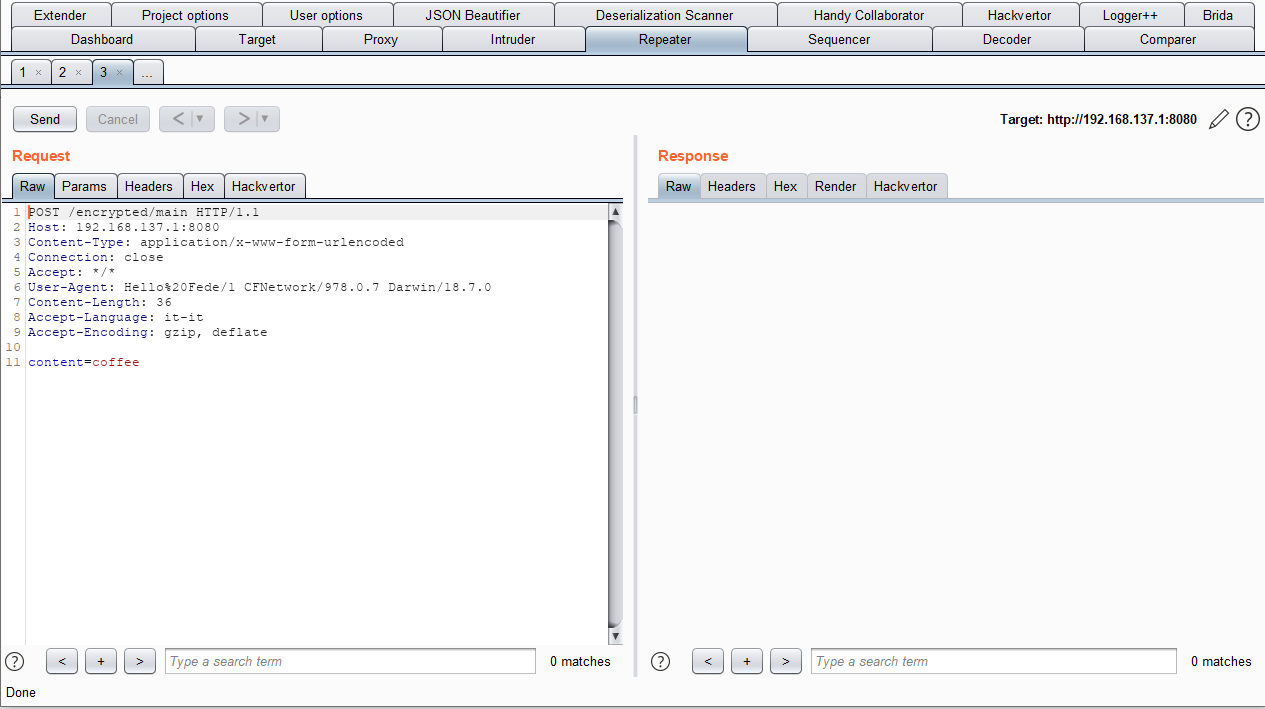 Extender Project options User options JSON Beautifier Deserialization Scanner Handy Collaborator Hackvertor Logger++ Brida
Dashboard Target Proxy Intruder Repeater Sequencer Decoder Comparer
1 × 2 × 3 × ...
Send Cancel < ▼ > ▼ Target: http://192.168.137.1:8080 ?
Request Response
Raw Params Headers Hex Hackvertor Raw Headers Hex Render Hackvertor
1 POST /encrypted/main HTTP/1.1
2 Host: 192.168.137.1:8080
3 Content-Type: application/x-www-form-urlencoded
4 Connection: close
5 Accept: */*
6 User-Agent: Hello%20Fede/1 CFNetwork/978.0.7 Darwin/18.7.0
7 Content-Length: 36
8 Accept-Language: it-it
9 Accept-Encoding: gzip, deflate
10
11 content=coffee
? < + > Type a search term 0 matches ? < + > Type a search term 0 matches
Done